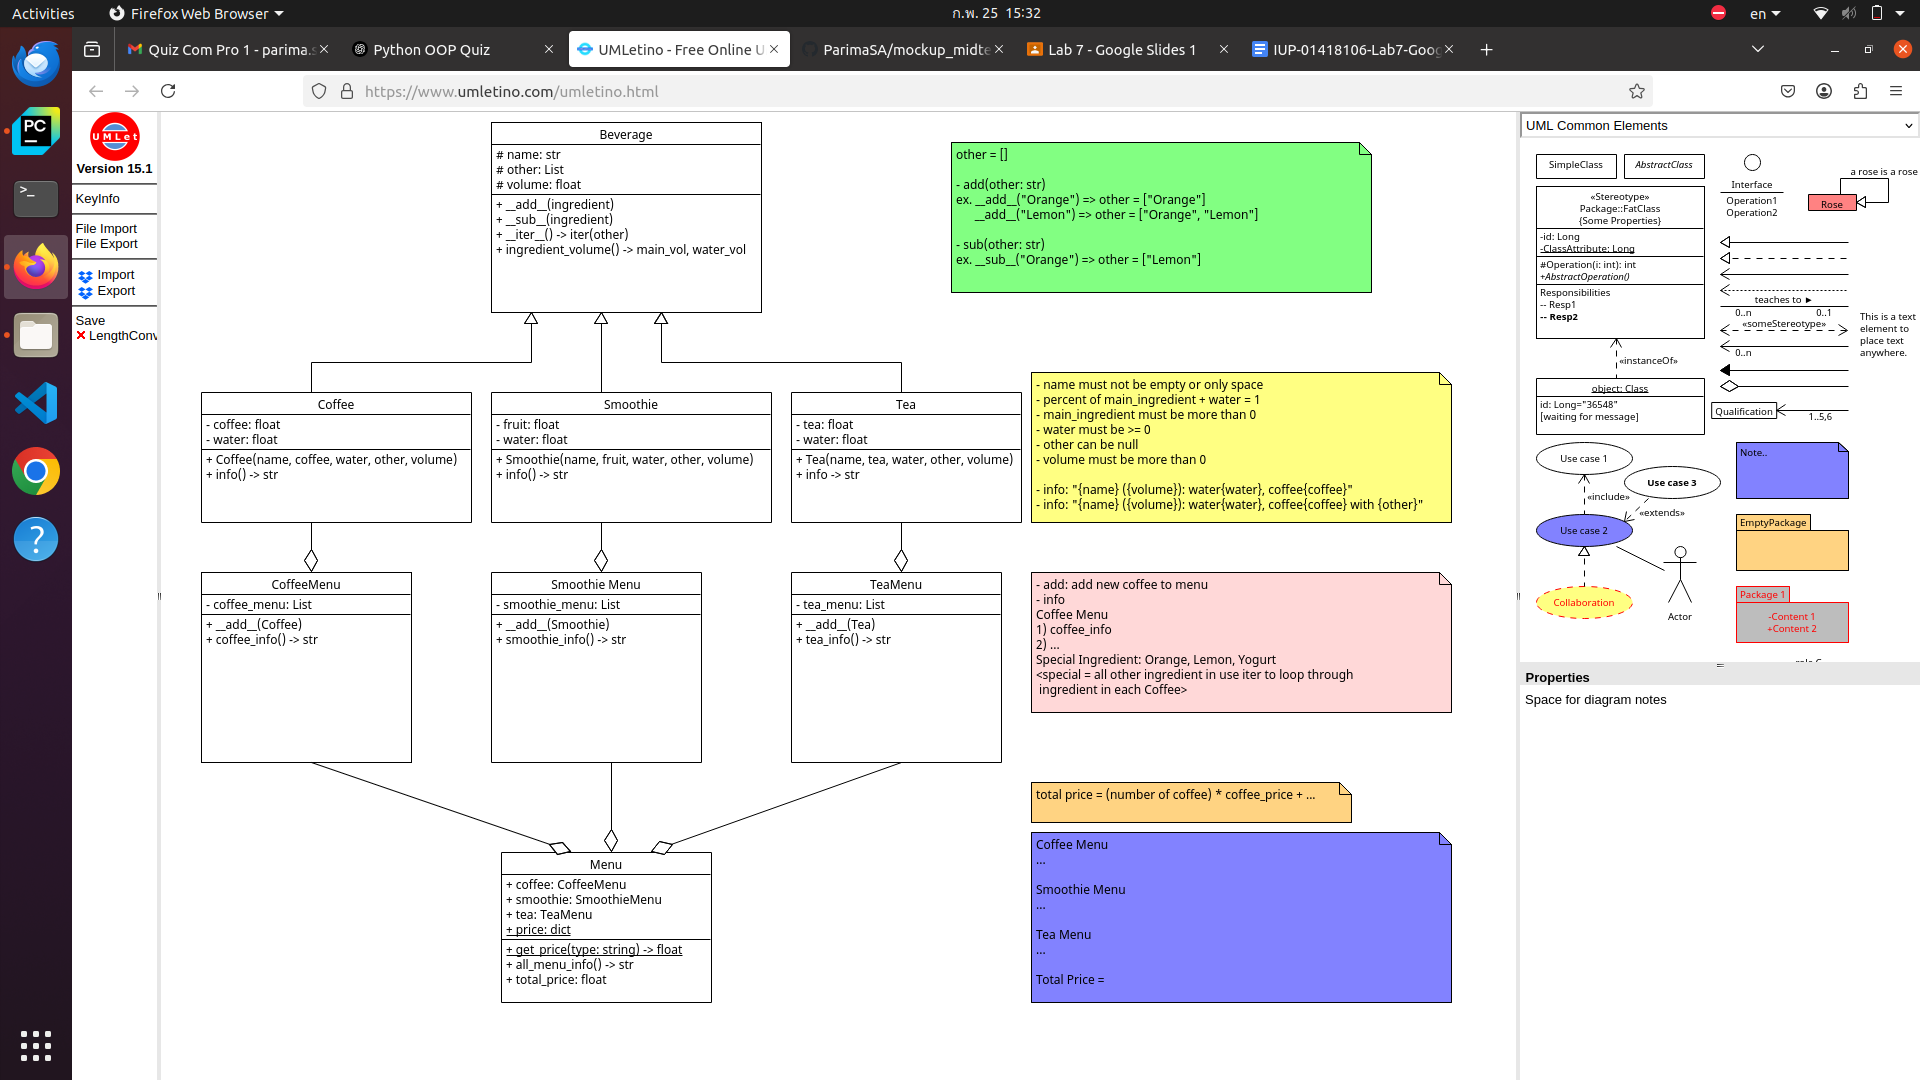 Activities
Firefox Web Browser
ก.พ. 25 15:32
en
Quiz Com Pro 1 - parima.s
Python OOP Quiz
UMLetino - Free Online U
ParimaSA/mockup_midte
Lab 7 - Google Slides 1
IUP-01418106-Lab7-Goog
https://www.umletino.com/umletino.html
UMLet
Version 15.1
KeyInfo
File Import
File Export
Import
Export
Save
LengthConv
Beverage
# name: str
# other: List
# volume: float
+ __add__(ingredient)
+ __sub__(ingredient)
+ __iter__() -> iter(other)
+ ingredient_volume() -> main_vol, water_vol
other = []
- add(other: str)
ex. __add__("Orange") => other = ["Orange"]
__add__("Lemon") => other = ["Orange", "Lemon"]
- sub(other: str)
ex. __sub__("Orange") => other = ["Lemon"]
Coffee
- coffee: float
- water: float
+ Coffee(name, coffee, water, other, volume)
+ info() -> str
Smoothie
- fruit: float
- water: float
+ Smoothie(name, fruit, water, other, volume)
+ info() -> str
Tea
- tea: float
- water: float
+ Tea(name, tea, water, other, volume)
+ info -> str
- name must not be empty or only space
- percent of main_ingredient + water = 1
- main_ingredient must be more than 0
- water must be >= 0
- other can be null
- volume must be more than 0
- info: "{name} ({volume}): water{water}, coffee{coffee}"
- info: "{name} ({volume}): water{water}, coffee{coffee} with {other}"
CoffeeMenu
- coffee_menu: List
+ __add__(Coffee)
+ coffee_info() -> str
Smoothie Menu
- smoothie_menu: List
+ __add__(Smoothie)
+ smoothie_info() -> str
TeaMenu
- tea_menu: List
+ __add__(Tea)
+ tea_info() -> str
- add: add new coffee to menu
- info
Coffee Menu
1) coffee_info
2) ...
Special Ingredient: Orange, Lemon, Yogurt
<special = all other ingredient in use iter to loop through
ingredient in each Coffee>
total price = (number of coffee) * coffee_price + ...
Menu
+ coffee: CoffeeMenu
+ smoothie: SmoothieMenu
+ tea: TeaMenu
+ price: dict
+ get_price(type: string) -> float
+ all_menu_info() -> str
+ total_price: float
Coffee Menu
...
Smoothie Menu
...
Tea Menu
...
Total Price =
UML Common Elements
SimpleClass
AbstractClass
Interface
Operation1
Operation2
a rose is a rose
Rose
«Stereotype»
Package::FatClass
{Some Properties}
-id: Long
-ClassAttribute: Long
#Operation(i: int): int
+AbstractOperation()
Responsibilities
-- Resp1
-- Resp2
teaches to ►
0..n
0..1
«someStereotype»
0..n
This is a text
element to
place text
anywhere.
«instanceOf»
object: Class
id: Long="36548"
[waiting for message]
Qualification
1..5,6
Use case 1
Note..
Use case 3
«include»
«extends»
Use case 2
EmptyPackage
Collaboration
Actor
Package 1
-Content 1
+Content 2
Properties
Space for diagram notes